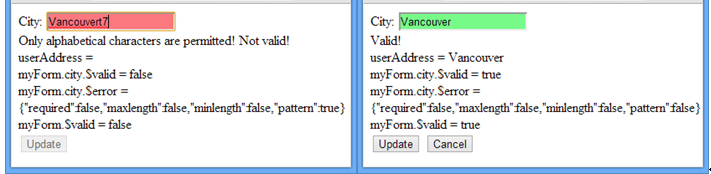 City: Vancouvert7
Only alphabetical characters are permitted! Not valid!
userAddress =
myForm.city.$valid = false
myForm.city.$error =
{"required":false,"maxlength":false,"minlength":false,"pattern":true}
myForm.$valid = false
Update
City: Vancouver
Valid!
userAddress = Vancouver
myForm.city.$valid = true
myForm.city.$error =
{"required":false,"maxlength":false,"minlength":false,"pattern":false}
myForm.$valid = true
Update Cancel